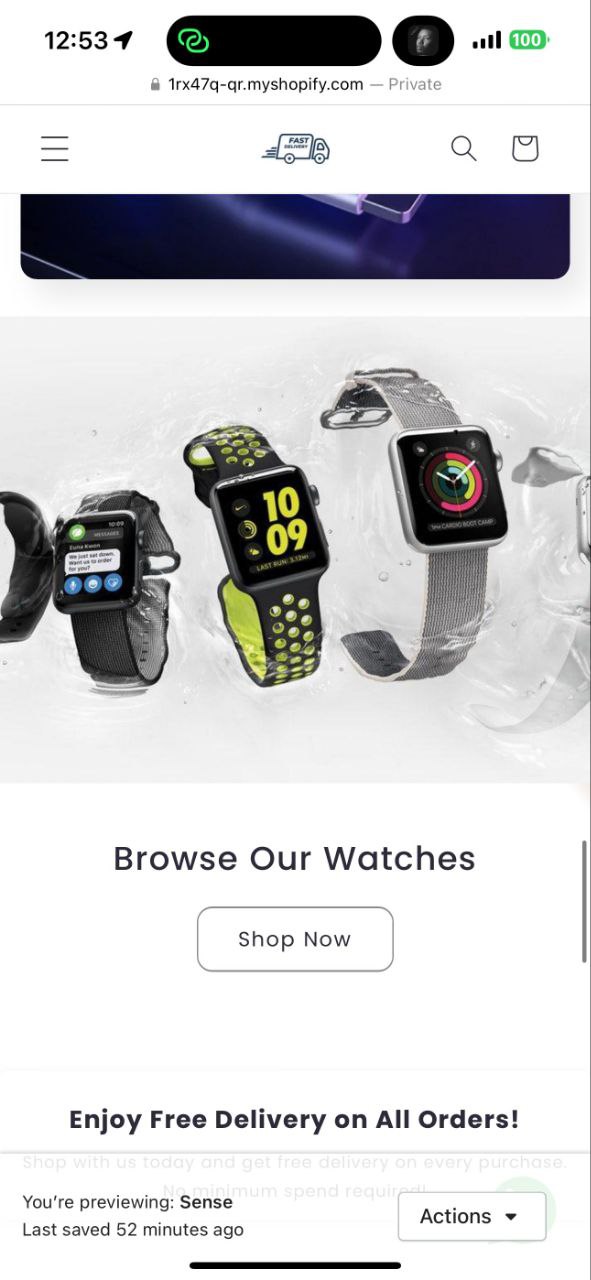 12:53
100
1rx47q-qr.myshopify.com — Private
FAST
DELIVERY
10:09
MESSAGES
Euna Kwon
We just sat down.
Want us to order
for you?
10
09
LAST RUN: 3.12MI
5PM CARDIO BOOT CAMP
Browse Our Watches
Shop Now
Enjoy Free Delivery on All Orders!
Shop with us today and get free delivery on every purchase.
No minimum spend required!
You’re previewing: Sense
Last saved 52 minutes ago
Actions